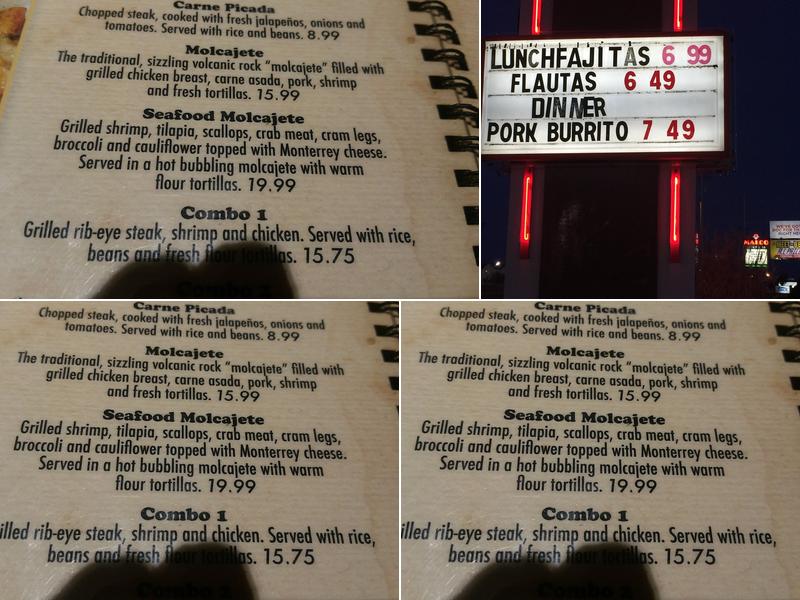 Carne Picada
Chopped steak, cooked with fresh jalapeños, onions and
tomatoes. Served with rice and beans. 8.99
Molcajete
The traditional, sizzling volcanic rock “molcajete” filled with
grilled chicken breast, carne asada, pork, shrimp
and fresh tortillas. 15.99
Seafood Molcajete
Grilled shrimp, tilapia, scallops, crab meat, cram legs,
broccoli and cauliflower topped with Monterrey cheese.
Served in a hot bubbling molcajete with warm
flour tortillas. 19.99
Combo 1
Grilled rib-eye steak, shrimp and chicken. Served with rice,
beans and fresh flour tortillas. 15.75
LUNCHFAJITAS 6 99
FLAUTAS 6 49
DINNER
PORK BURRITO 7 49
Carne Picada
Chopped steak, cooked with fresh jalapeños, onions and
tomatoes. Served with rice and beans. 8.99
Molcajete
The traditional, sizzling volcanic rock “molcajete” filled with
grilled chicken breast, carne asada, pork, shrimp
and fresh tortillas. 15.99
Seafood Molcajete
Grilled shrimp, tilapia, scallops, crab meat, cram legs,
broccoli and cauliflower topped with Monterrey cheese.
Served in a hot bubbling molcajete with warm
flour tortillas. 19.99
Combo 1
illed rib-eye steak, shrimp and chicken. Served with rice,
beans and fresh flour tortillas. 15.75
Carne Picada
Chopped steak, cooked with fresh jalapeños, onions and
tomatoes. Served with rice and beans. 8.99
Molcajete
The traditional, sizzling volcanic rock “molcajete” filled with
grilled chicken breast, carne asada, pork, shrimp
and fresh tortillas. 15.99
Seafood Molcajete
Grilled shrimp, tilapia, scallops, crab meat, cram legs,
broccoli and cauliflower topped with Monterrey cheese.
Served in a hot bubbling molcajete with warm
flour tortillas. 19.99
Combo 1
illed rib-eye steak, shrimp and chicken. Served with rice,
beans and fresh flour tortillas. 15.75